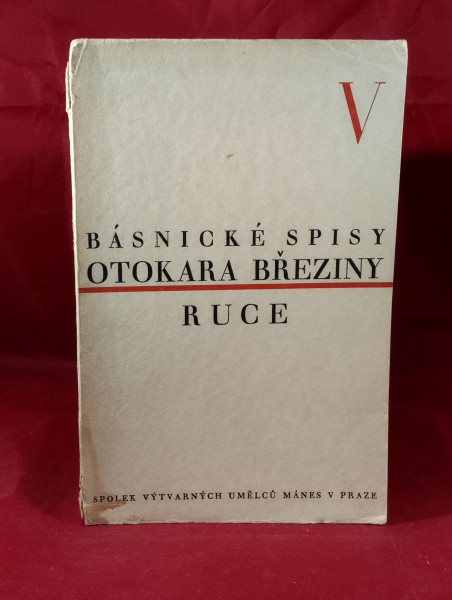 V
BÁSNICKÉ SPISY
OTOKARA BŘEZINY
RUCE
SPOLEK VÝTVARNÝCH UMĚLCŮ MÁNES V PRAZE